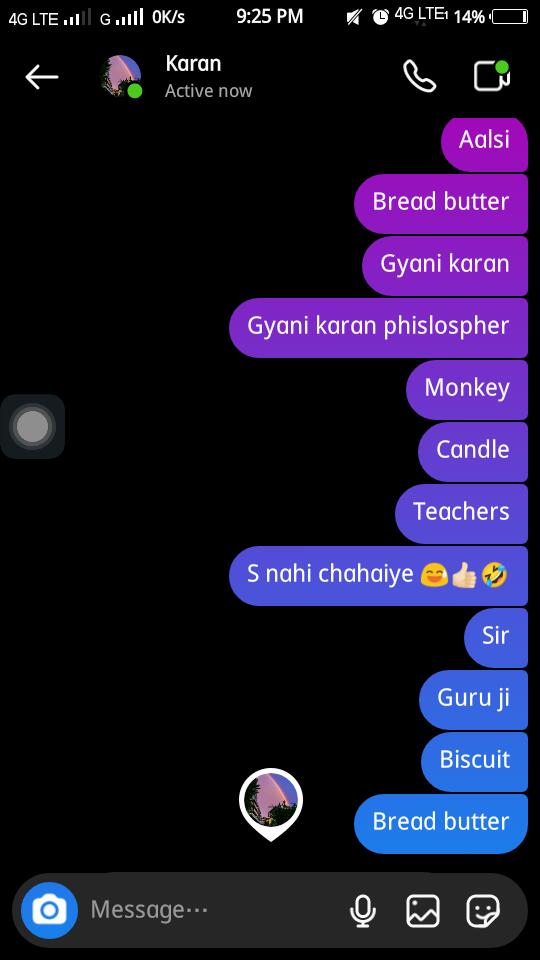 4G LTE G 0K/s 9:25 PM 4G LTE 14%
Karan
Active now
Aalsi
Bread butter
Gyani karan
Gyani karan phislospher
Monkey
Candle
Teachers
S nahi chahaiye 😅👍🏻🤣
Sir
Guru ji
Biscuit
Bread butter
Message...